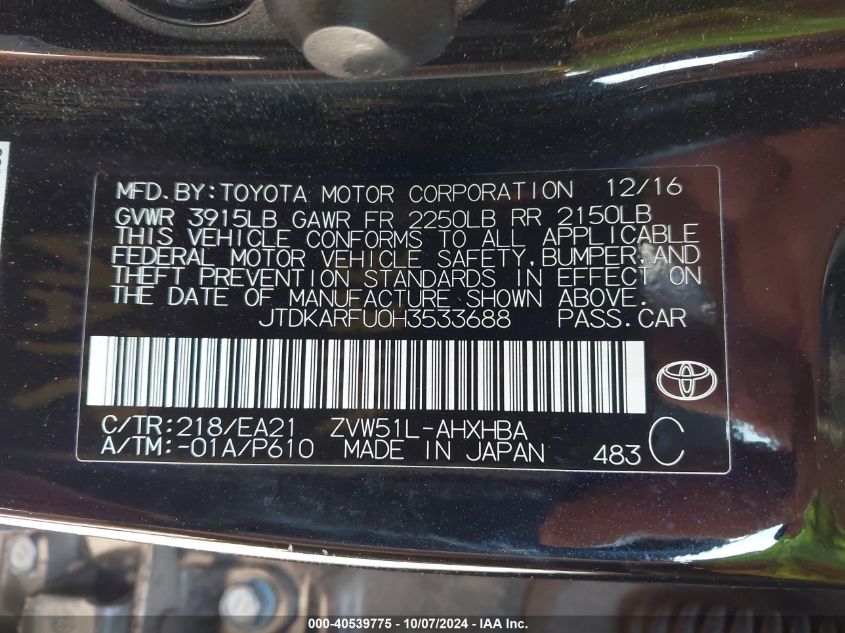 MFD.BY:TOYOTA MOTOR CORPORATION 12/16
GVWR 3915LB GAWR FR 2250LB RR 2150LB
THIS VEHICLE CONFORMS TO ALL APPLICABLE
FEDERAL MOTOR VEHICLE SAFETY,BUMPER,AND
THEFT PREVENTION STANDARDS IN EFFECT ON
THE DATE OF MANUFACTURE SHOWN ABOVE.
JTDKARFU0H3533688 PASS.CAR
C/TR:218/EA21 ZVW51L-AHXHBA
A/TM:-01A/P610 MADE IN JAPAN 483 C
000-40539775 - 10/07/2024 - IAA Inc.